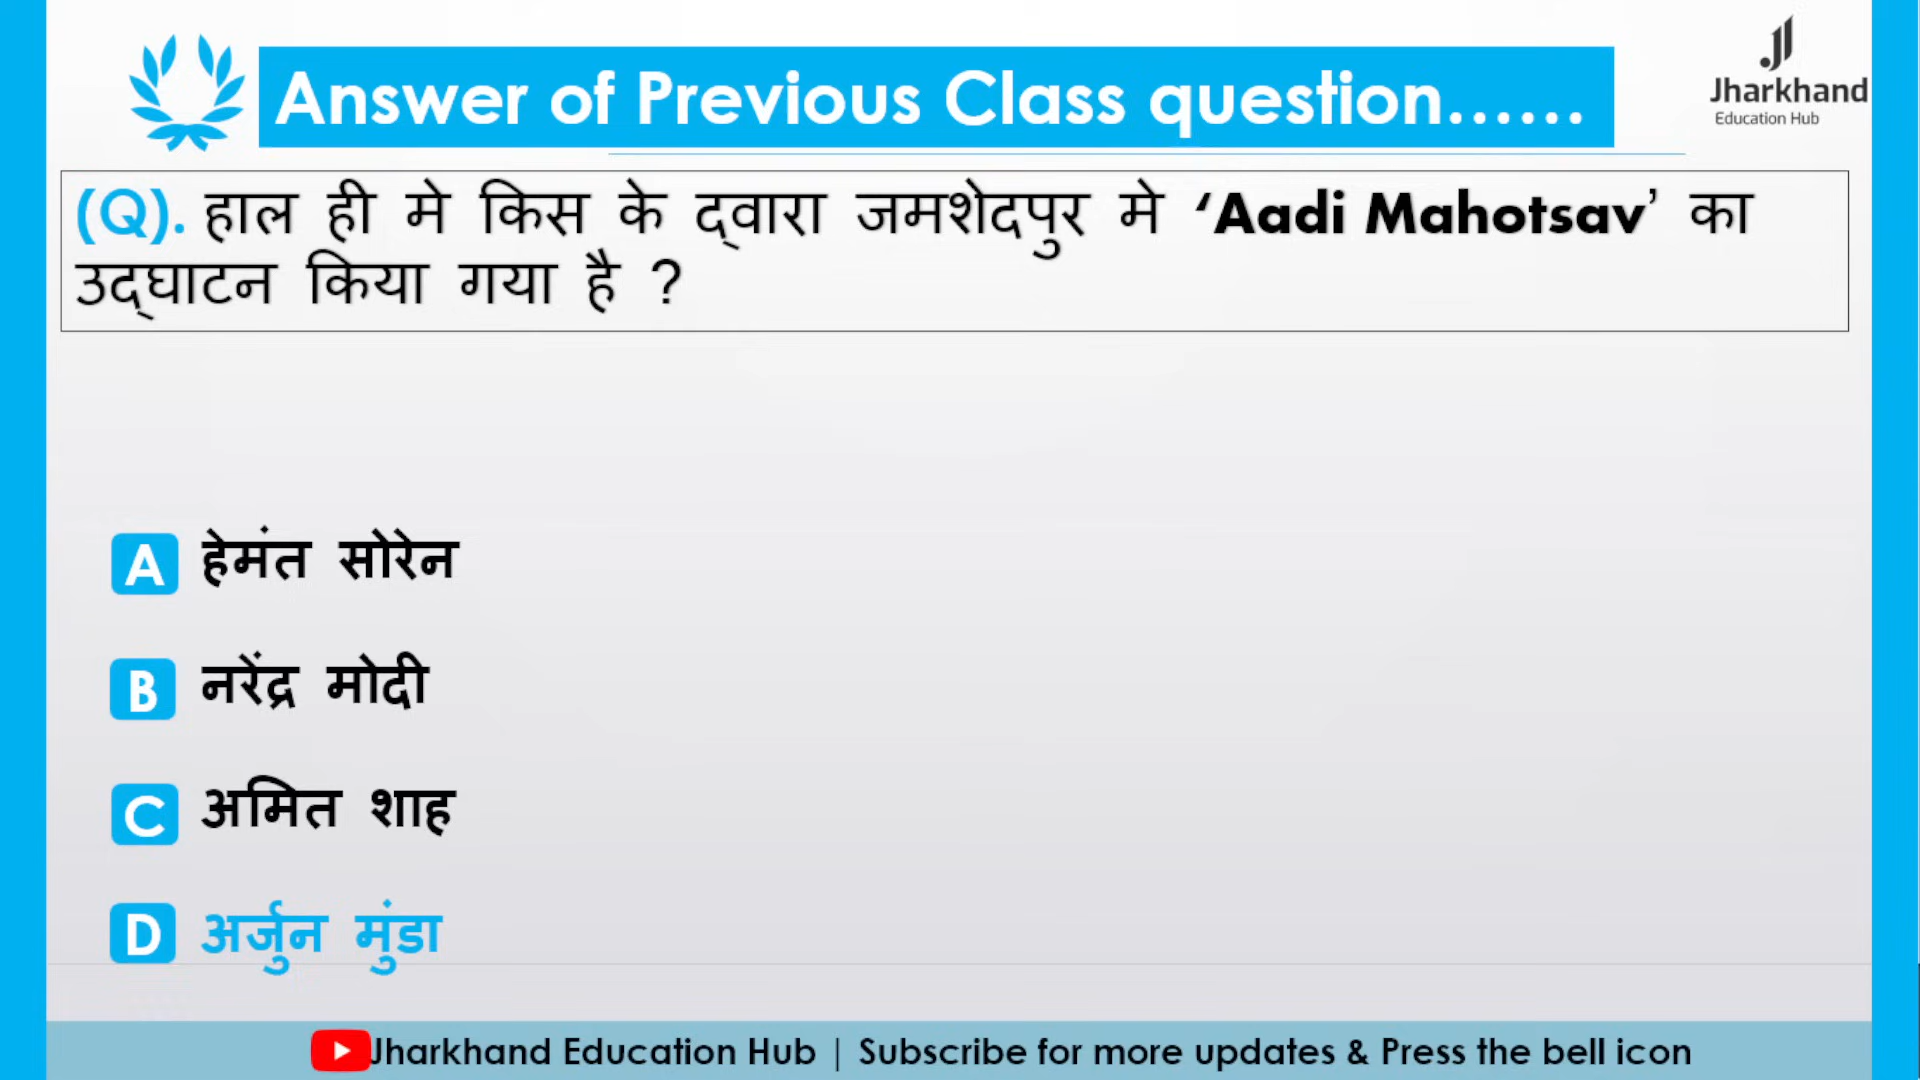 Answer of Previous Class question......
Jharkhand
Education Hub
(Q). हाल ही मे किस के द्वारा जमशेदपुर मे ‘Aadi Mahotsav’ का
उद्घाटन किया गया है ?
A हेमंत सोरेन
B नरेंद्र मोदी
C अमित शाह
D अर्जुन मुंडा
Jharkhand Education Hub | Subscribe for more updates & Press the bell icon